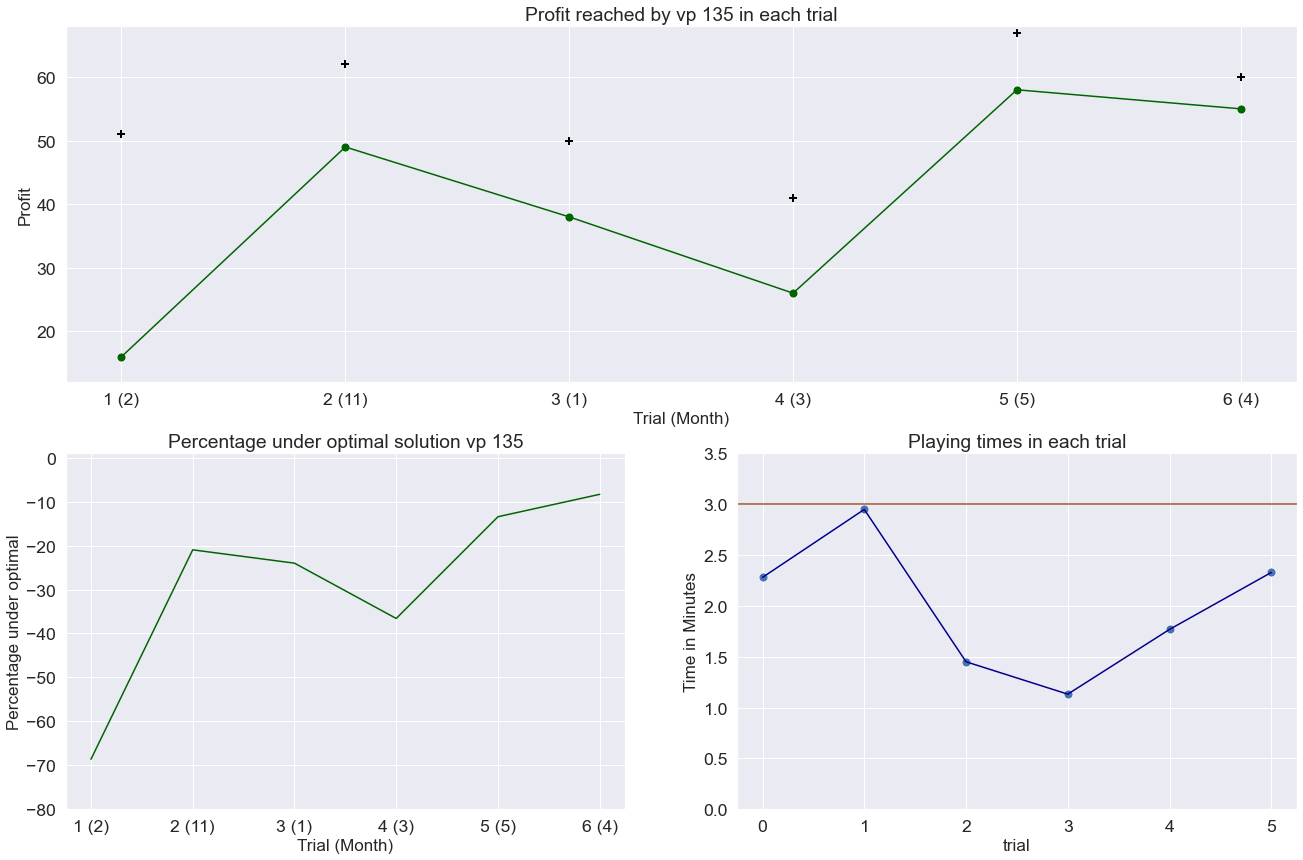 Profit reached by vp 135 in each trial
Profit
60
50
40
30
20
1 (2) 2 (11) 3 (1) 4 (3) 5 (5) 6 (4)
Trial (Month)
Percentage under optimal solution vp 135
Percentage under optimal
0
−10
−20
−30
−40
−50
−60
−70
−80
1 (2) 2 (11) 3 (1) 4 (3) 5 (5) 6 (4)
Trial (Month)
Playing times in each trial
Time in Minutes
3.5
3.0
2.5
2.0
1.5
1.0
0.5
0.0
0 1 2 3 4 5
trial